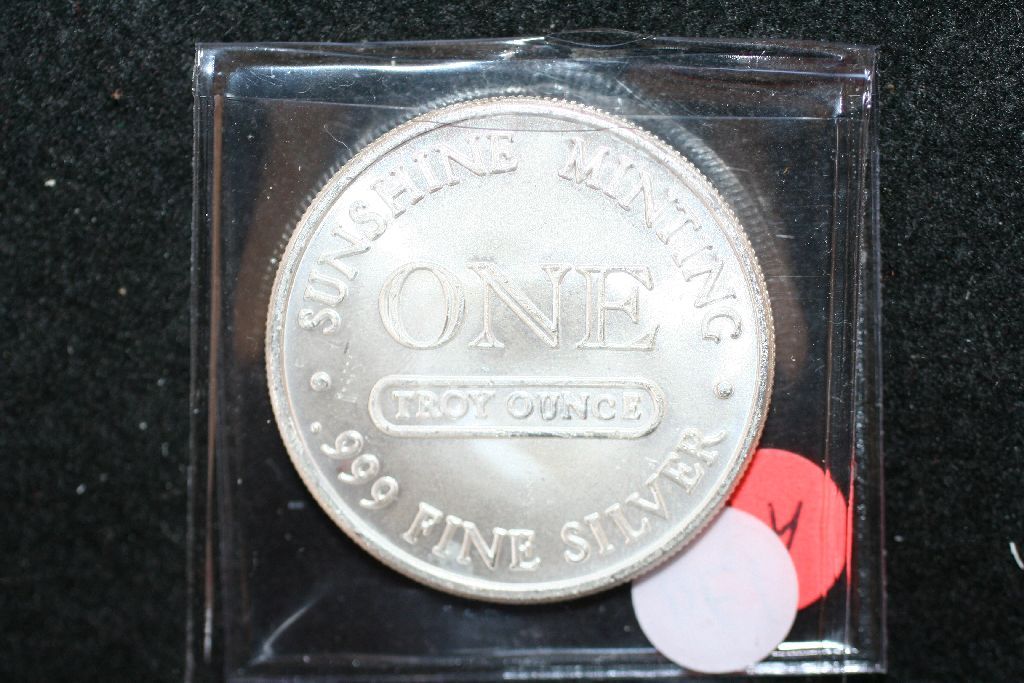 SUNSHINE MINTING
ONE
TROY OUNCE
.999 FINE SILVER